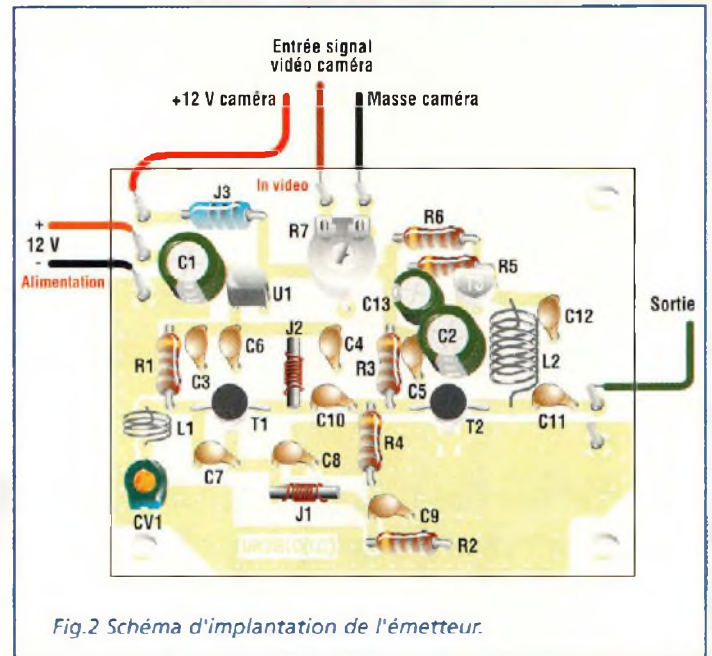 Entrée signal
vidéo caméra
+12 V caméra
Masse caméra
In video
J3
R7
R6
+
12 V
-
Alimentation
C1
U1
R5
T3
C13
J2
C2
C12
Sortie
R1
C3
C6
C4
R3
C5
L2
L1
T1
C10
R4
T2
C11
C7
C8
CV1
J1
C9
R2
Fig.2 Schéma d'implantation de l'émetteur.